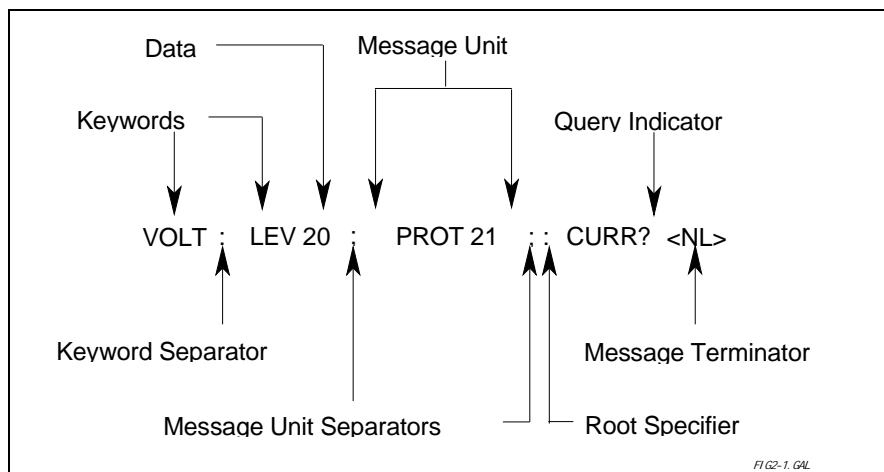 Data Message Unit
Keywords Query Indicator
VOLT : LEV 20 ; PROT 21 ; : CURR? <NL>
Keyword Separator Message Terminator
Message Unit Separators Root Specifier
FIG2-1.GAL